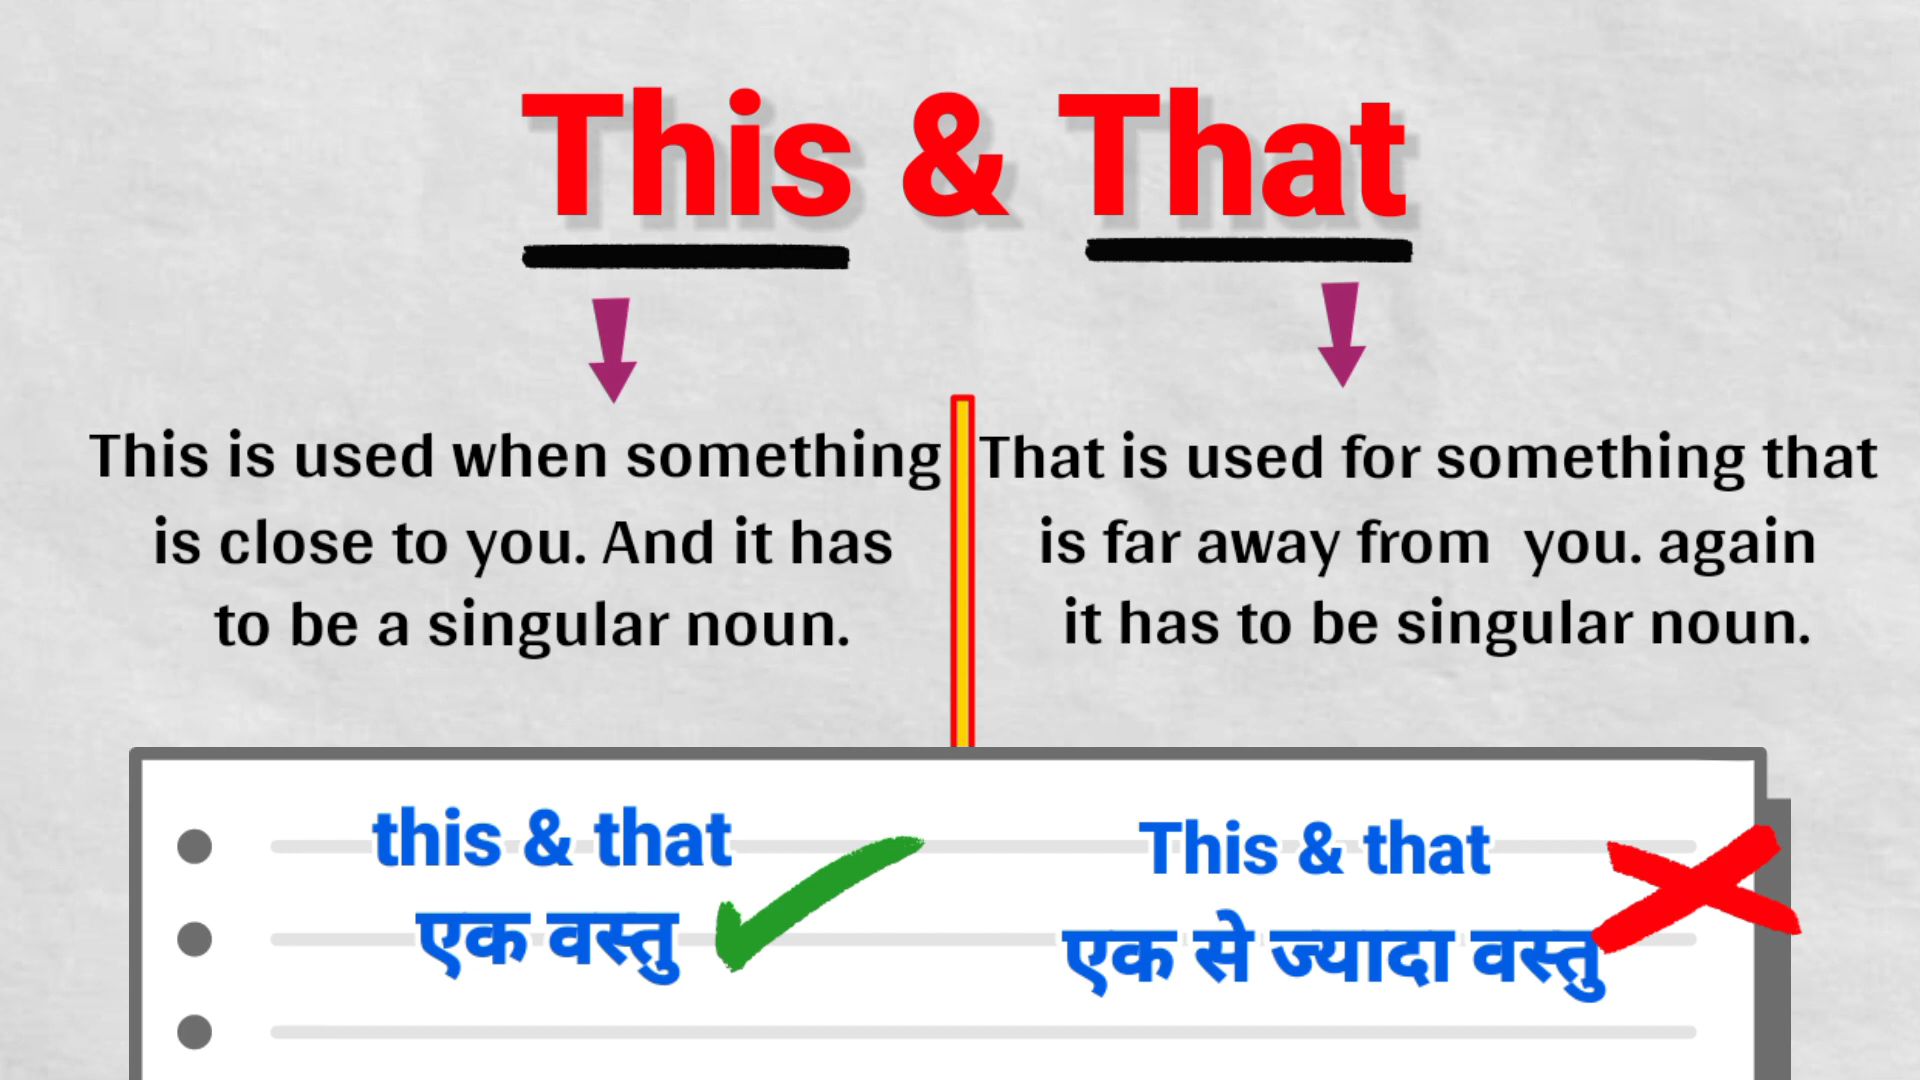 This & That
This is used when something
is close to you. And it has
to be a singular noun.
That is used for something that
is far away from you. again
it has to be singular noun.
this & that
एक वस्तु
This & that
एक से ज्यादा वस्तु